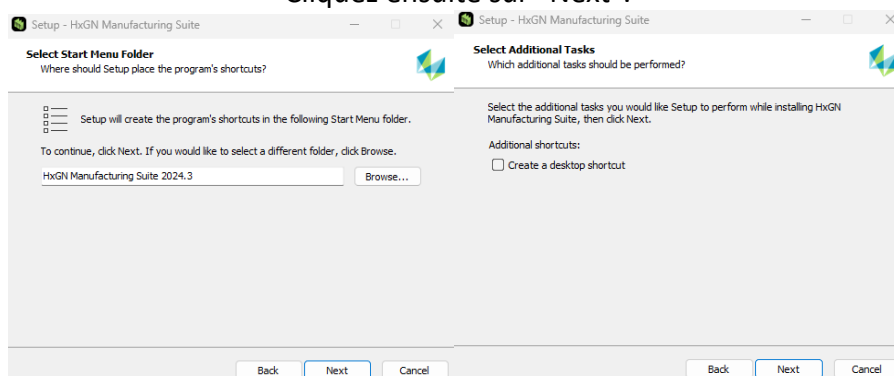 Cliquez ensuite sur "Next".
Setup - HxGN Manufacturing Suite
Select Start Menu Folder
Where should Setup place the program's shortcuts?
Setup will create the program's shortcuts in the following Start Menu folder.
To continue, click Next. If you would like to select a different folder, click Browse.
HxGN Manufacturing Suite 2024.3
Browse...
Back
Next
Cancel
Setup - HxGN Manufacturing Suite
Select Additional Tasks
Which additional tasks should be performed?
Select the additional tasks you would like Setup to perform while installing HxGN
Manufacturing Suite, then click Next.
Additional shortcuts:
Create a desktop shortcut
Back
Next
Cancel